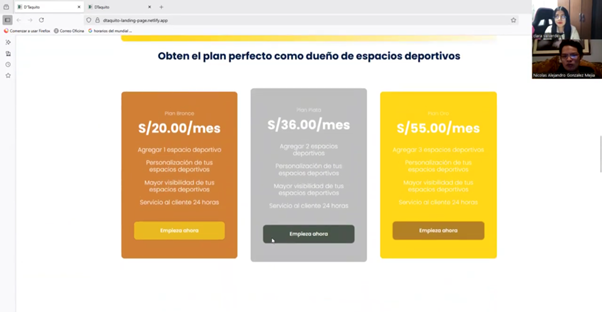 D'Taquito
D'Taquito
dtaquito-landing-page.netlify.app
Comenzar a usar Firefox
Correo Oficina
horarios del mundial ...
Obten el plan perfecto como dueño de espacios deportivos
Plan Bronce
S/20.00/mes
Agregar 1 espacio deportivo
Personalización de tus
espacios deportivos
Mayor visibilidad de tus
espacios deportivos
Servicio al cliente 24 horas
Empieza ahora
Plan Plata
S/36.00/mes
Agregar 2 espacios
deportivos
Personalización de tus
espacios deportivos
Mayor visibilidad de tus
espacios deportivos
Servicio al cliente 24 horas
Empieza ahora
S/55.00/mes
Agregar 3 espacios deportivos
Personalización de tus
espacios deportivos
Mayor visibilidad de tus
espacios deportivos
Servicio al cliente 24 horas
Empieza ahora
Nicolas Alejandro Gonzalez Mejia